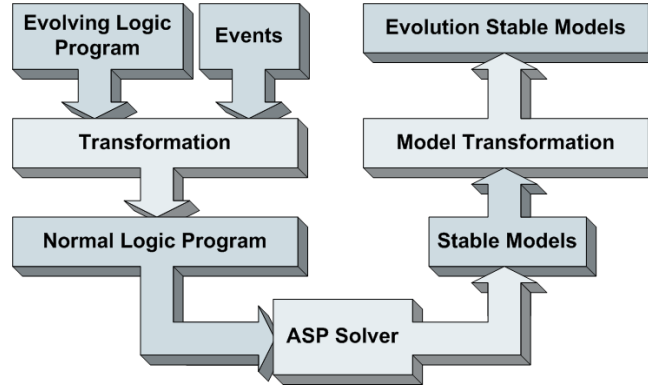 Evolving Logic
Program
Events
Evolution Stable Models
Transformation
Model Transformation
Normal Logic Program
Stable Models
ASP Solver